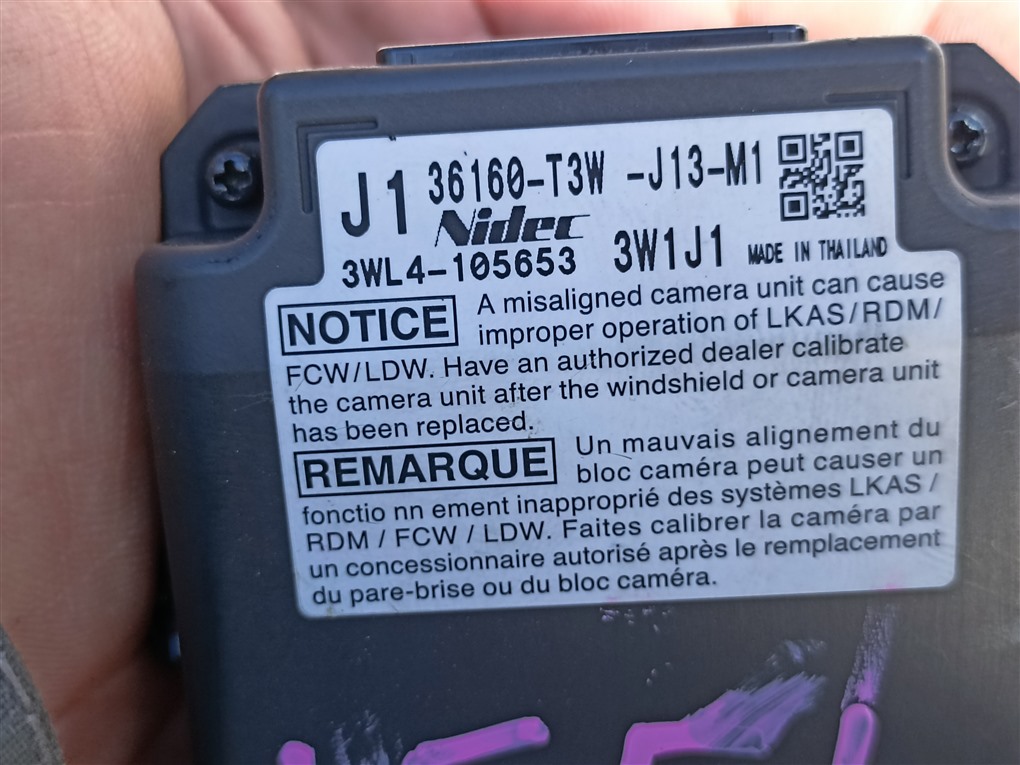 J1 36160-T3W -J13-M1
Nidec
3WL4-105653 3W1J1 MADE IN THAILAND
NOTICE A misaligned camera unit can cause
improper operation of LKAS/RDM/
FCW/LDW. Have an authorized dealer calibrate
the camera unit after the windshield or camera unit
has been replaced.
REMARQUE Un mauvais alignement du
bloc caméra peut causer un
fonctio nn ement inapproprié des systèmes LKAS /
RDM / FCW / LDW. Faites calibrer la caméra par
un concessionnaire autorisé après le remplacement
du pare-brise ou du bloc caméra.